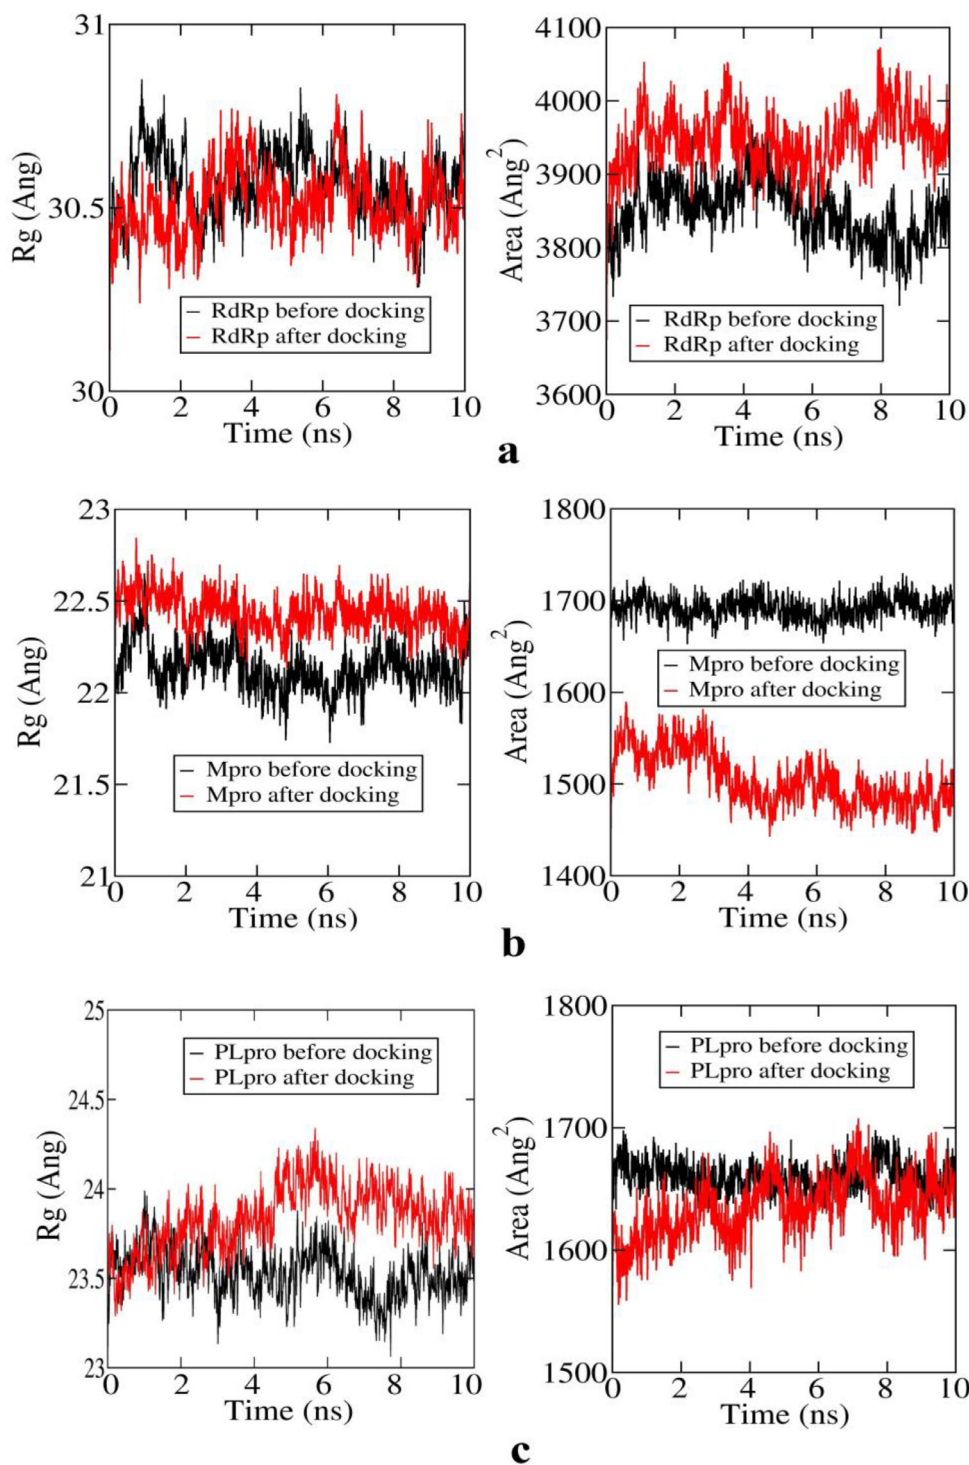 31
30.5
30
Rg (Ang)
RdRp before docking
RdRp after docking
0 2 4 6 8 10
Time (ns)
4100
4000
3900
3800
3700
3600
Area (Ang²)
RdRp before docking
RdRp after docking
0 2 4 6 8 10
Time (ns)
a
23
22.5
22
21.5
21
Rg (Ang)
Mpro before docking
Mpro after docking
0 2 4 6 8 10
Time (ns)
1800
1700
1600
1500
1400
Area (Ang²)
Mpro before docking
Mpro after docking
0 2 4 6 8 10
Time (ns)
b
25
24.5
24
23.5
23
Rg (Ang)
PLpro before docking
PLpro after docking
0 2 4 6 8 10
Time (ns)
1800
1700
1600
1500
Area (Ang²)
PLpro before docking
PLpro after docking
0 2 4 6 8 10
Time (ns)
c